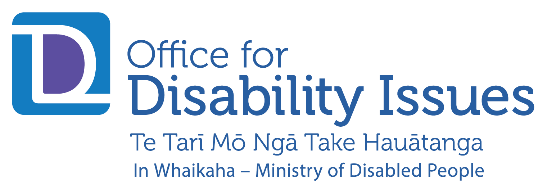 Office for
Disability Issues
Te Tarī Mō Ngā Take Hauātanga
In Whaikaha – Ministry of Disabled People